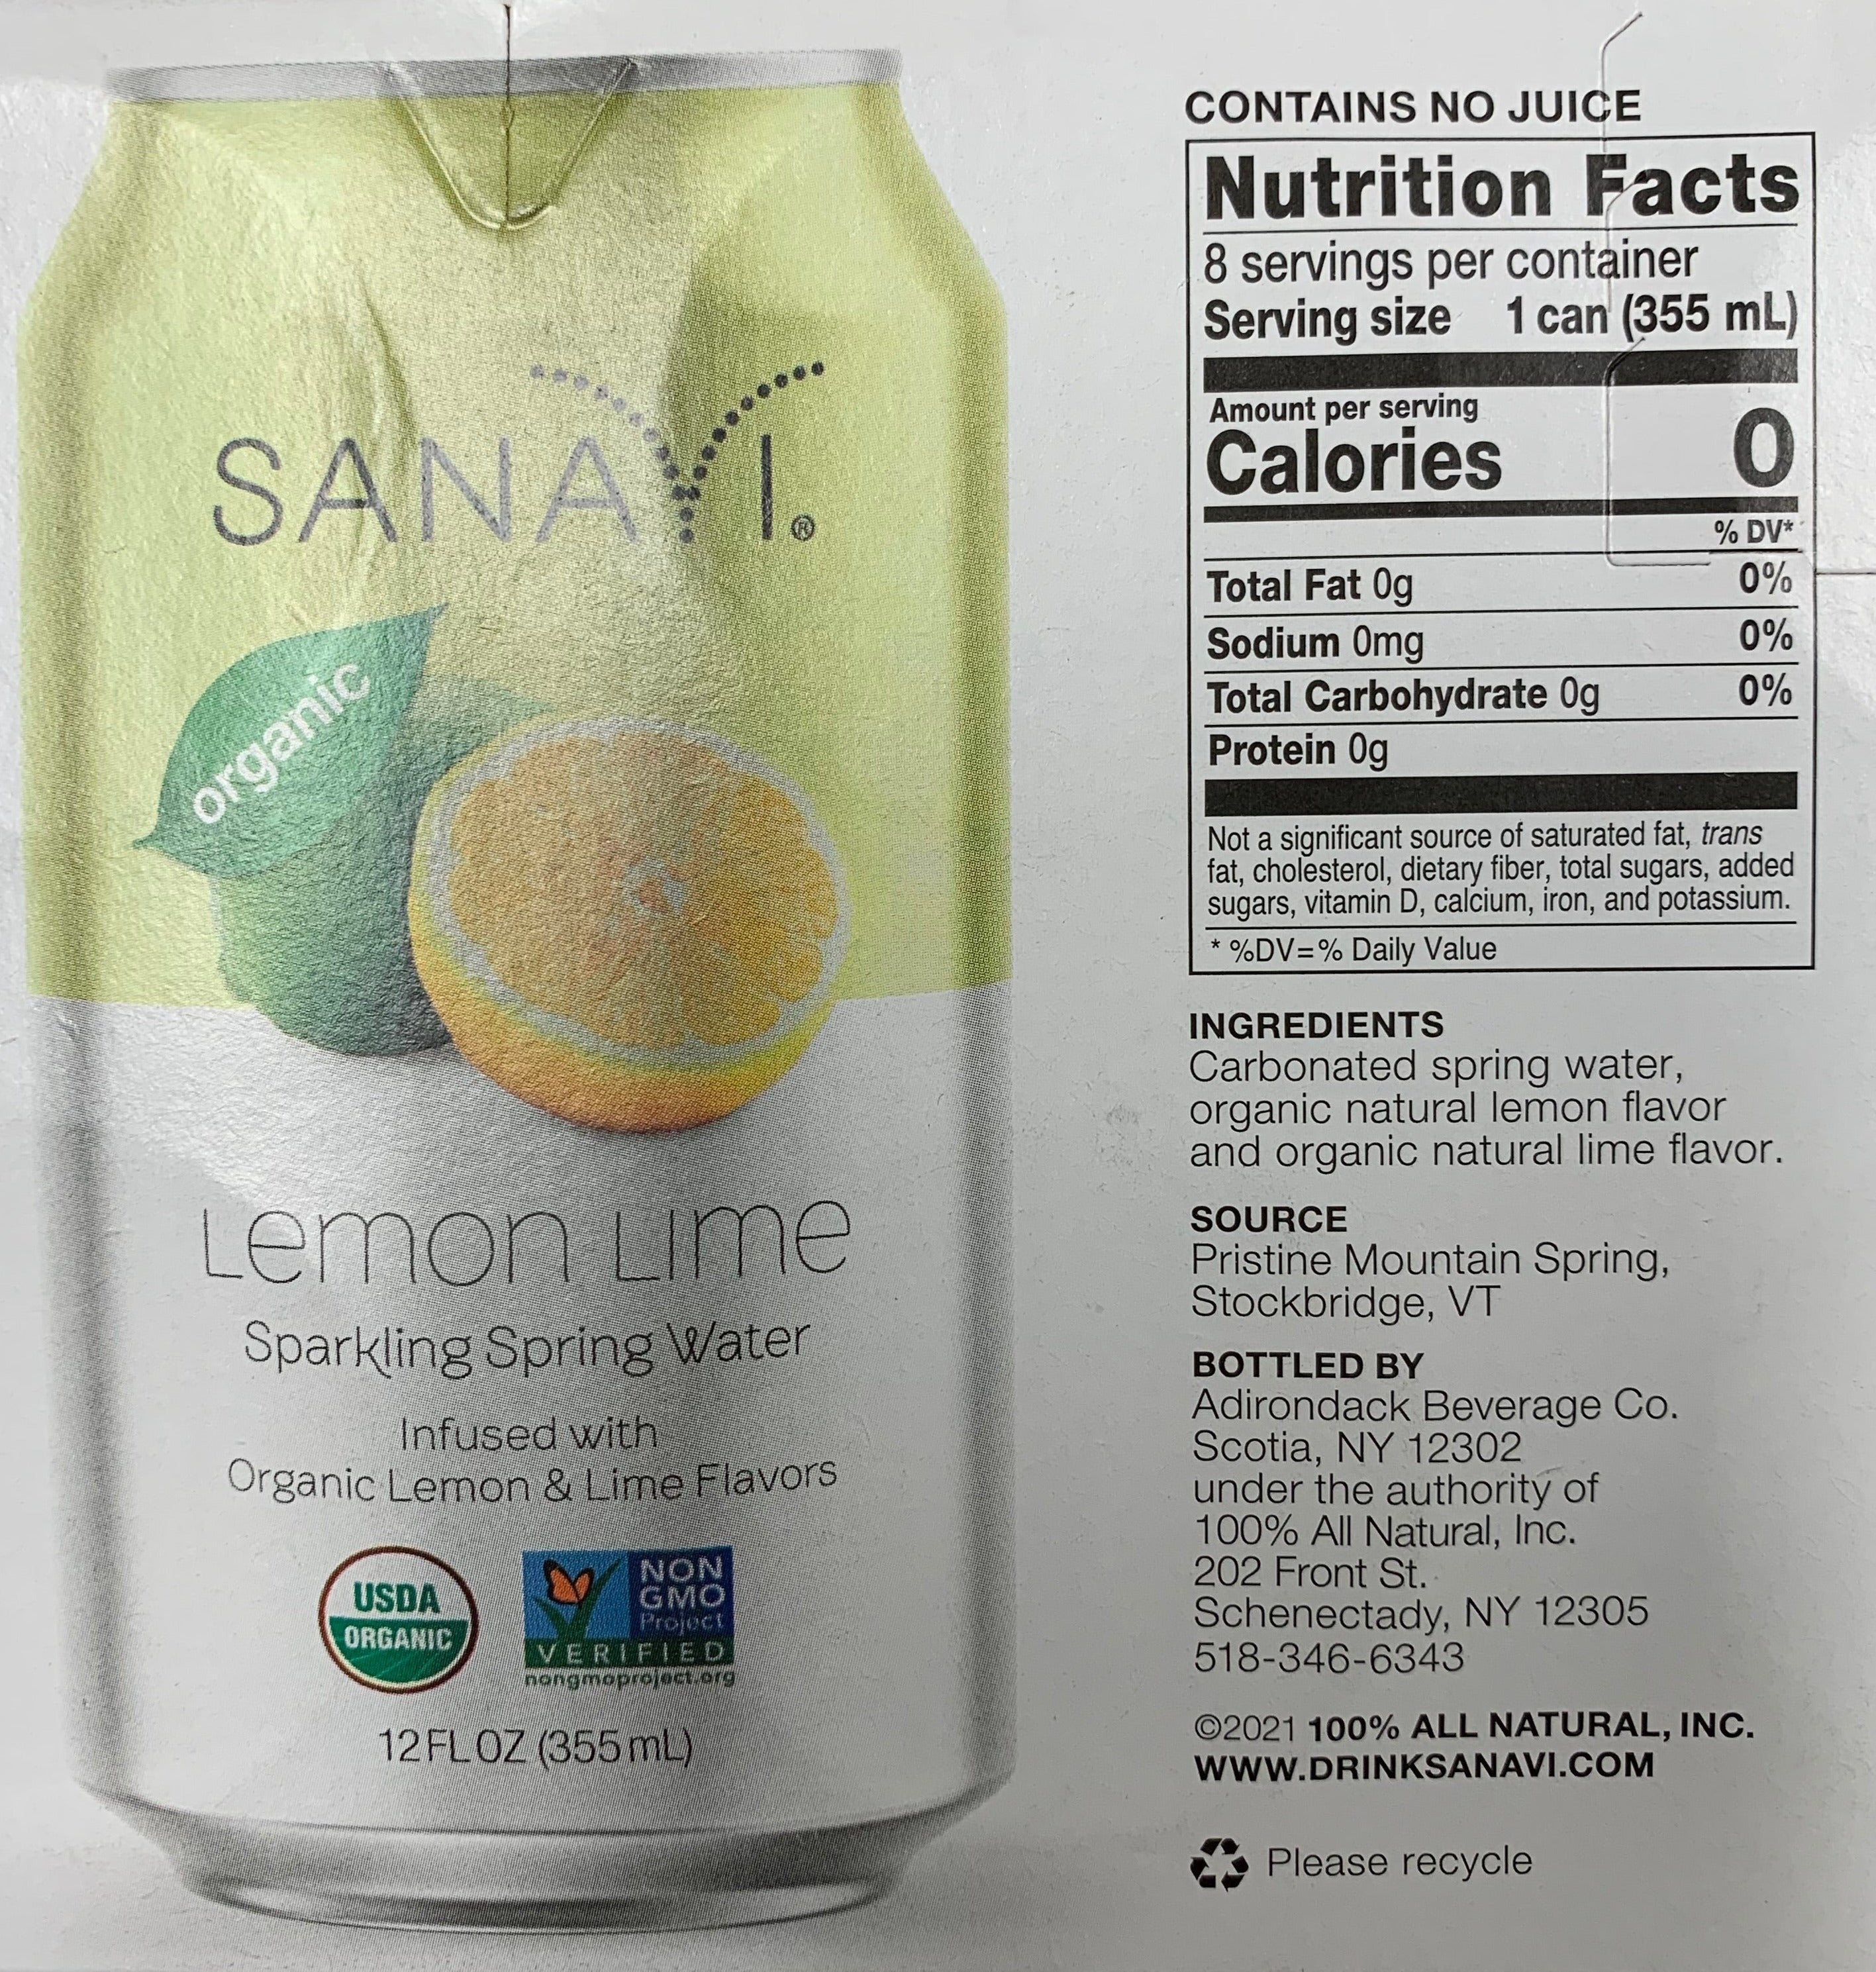 SANAVI®
organic
Lemon Lime
Sparkling Spring Water
Infused with
Organic Lemon & Lime Flavors
USDA
ORGANIC
NON
GMO
Project
VERIFIED
nongmoproject.org
12 FL OZ (355 mL)
CONTAINS NO JUICE
Nutrition Facts
8 servings per container
Serving size 1 can (355 mL)
Amount per serving
Calories 0
% DV*
Total Fat 0g 0%
Sodium 0mg 0%
Total Carbohydrate 0g 0%
Protein 0g
Not a significant source of saturated fat, trans
fat, cholesterol, dietary fiber, total sugars, added
sugars, vitamin D, calcium, iron, and potassium.
* %DV=% Daily Value
INGREDIENTS
Carbonated spring water,
organic natural lemon flavor
and organic natural lime flavor.
SOURCE
Pristine Mountain Spring,
Stockbridge, VT
BOTTLED BY
Adirondack Beverage Co.
Scotia, NY 12302
under the authority of
100% All Natural, Inc.
202 Front St.
Schenectady, NY 12305
518-346-6343
©2021 100% ALL NATURAL, INC.
WWW.DRINKSANAVI.COM
Please recycle